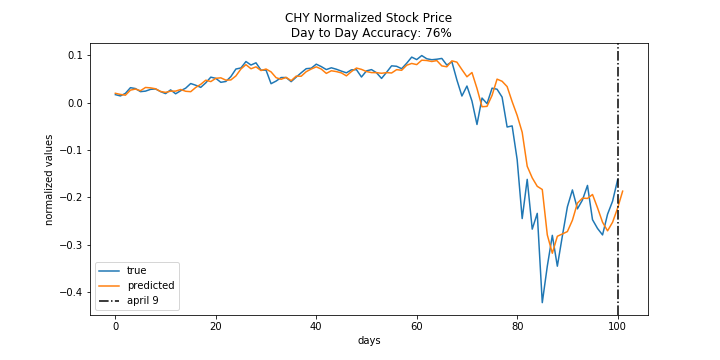 CHY Normalized Stock Price
Day to Day Accuracy: 76%
0.1
0.0
−0.1
−0.2
−0.3
−0.4
normalized values
true
predicted
april 9
0
20
40
60
80
100
days